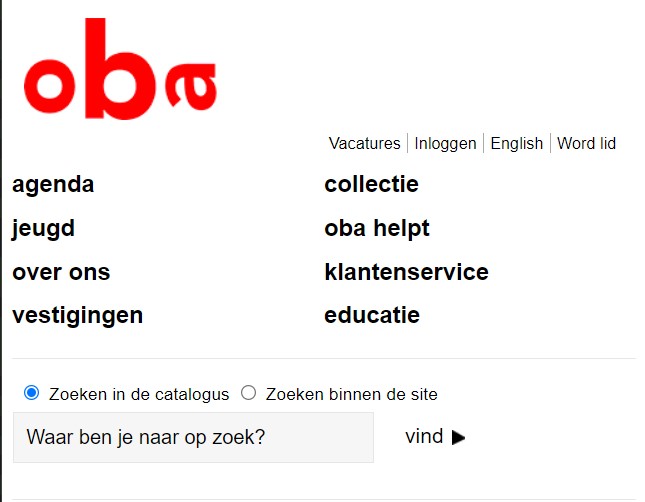 oba
Vacatures Inloggen English Word lid
agenda
collectie
jeugd
oba helpt
over ons
klantenservice
vestigingen
educatie
Zoeken in de catalogus Zoeken binnen de site
Waar ben je naar op zoek?
vind